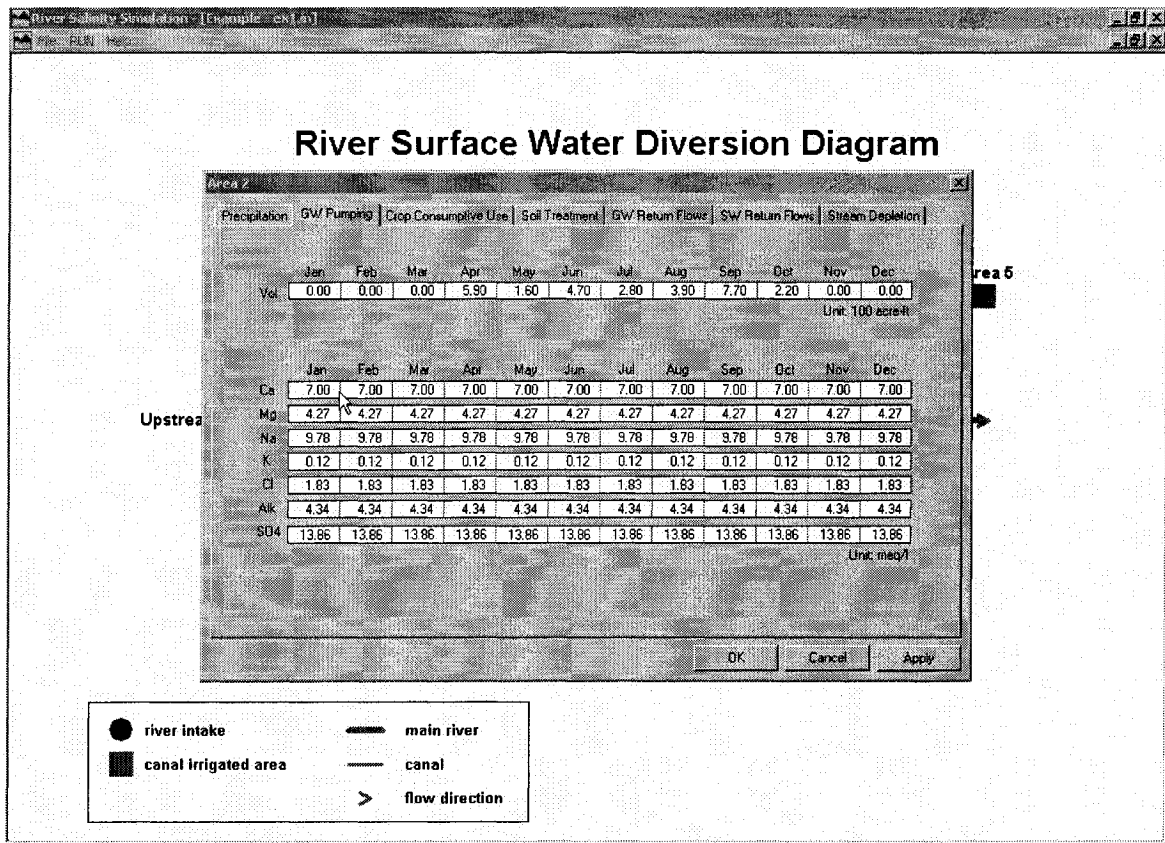 River Salinity Simulation - [Example - ex1.in]
File RUN Help
River Surface Water Diversion Diagram
Area 2
Precipitation GW Pumping Crop Consumptive Use Soil Treatment GW Return Flows SW Return Flows Stream Depletion
Jan Feb Mar Apr May Jun Jul Aug Sep Oct Nov Dec
Vol 0.00 0.00 0.00 5.90 1.60 4.70 2.80 3.90 7.70 2.20 0.00 0.00
Unit: 100 acre-ft
rea 5
Jan Feb Mar Apr May Jun Jul Aug Sep Oct Nov Dec
Ca 7.00 7.00 7.00 7.00 7.00 7.00 7.00 7.00 7.00 7.00 7.00 7.00
Mg 4.27 4.27 4.27 4.27 4.27 4.27 4.27 4.27 4.27 4.27 4.27 4.27
Upstrea
Na 9.78 9.78 9.78 9.78 9.78 9.78 9.78 9.78 9.78 9.78 9.78 9.78
K 0.12 0.12 0.12 0.12 0.12 0.12 0.12 0.12 0.12 0.12 0.12 0.12
Cl 1.83 1.83 1.83 1.83 1.83 1.83 1.83 1.83 1.83 1.83 1.83 1.83
Alk 4.34 4.34 4.34 4.34 4.34 4.34 4.34 4.34 4.34 4.34 4.34 4.34
SO4 13.86 13.86 13.86 13.86 13.86 13.86 13.86 13.86 13.86 13.86 13.86 13.86
Unit: meq/l
OK Cancel Apply
river intake main river
canal irrigated area canal
flow direction